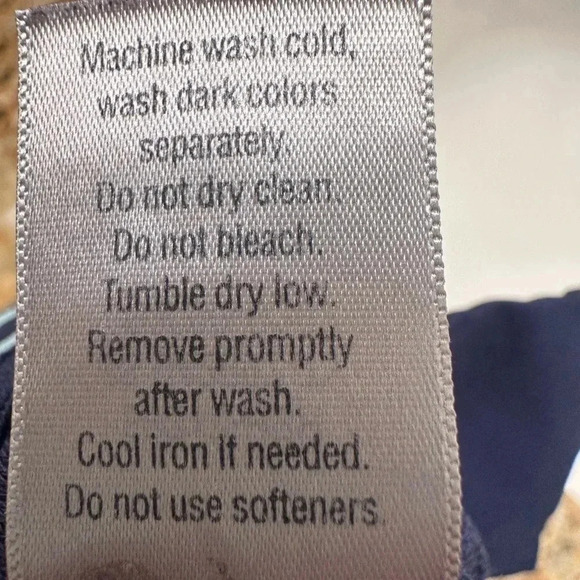 Machine wash cold,
wash dark colors
separately.
Do not dry clean.
Do not bleach.
Tumble dry low.
Remove promptly
after wash.
Cool iron if needed.
Do not use softeners.